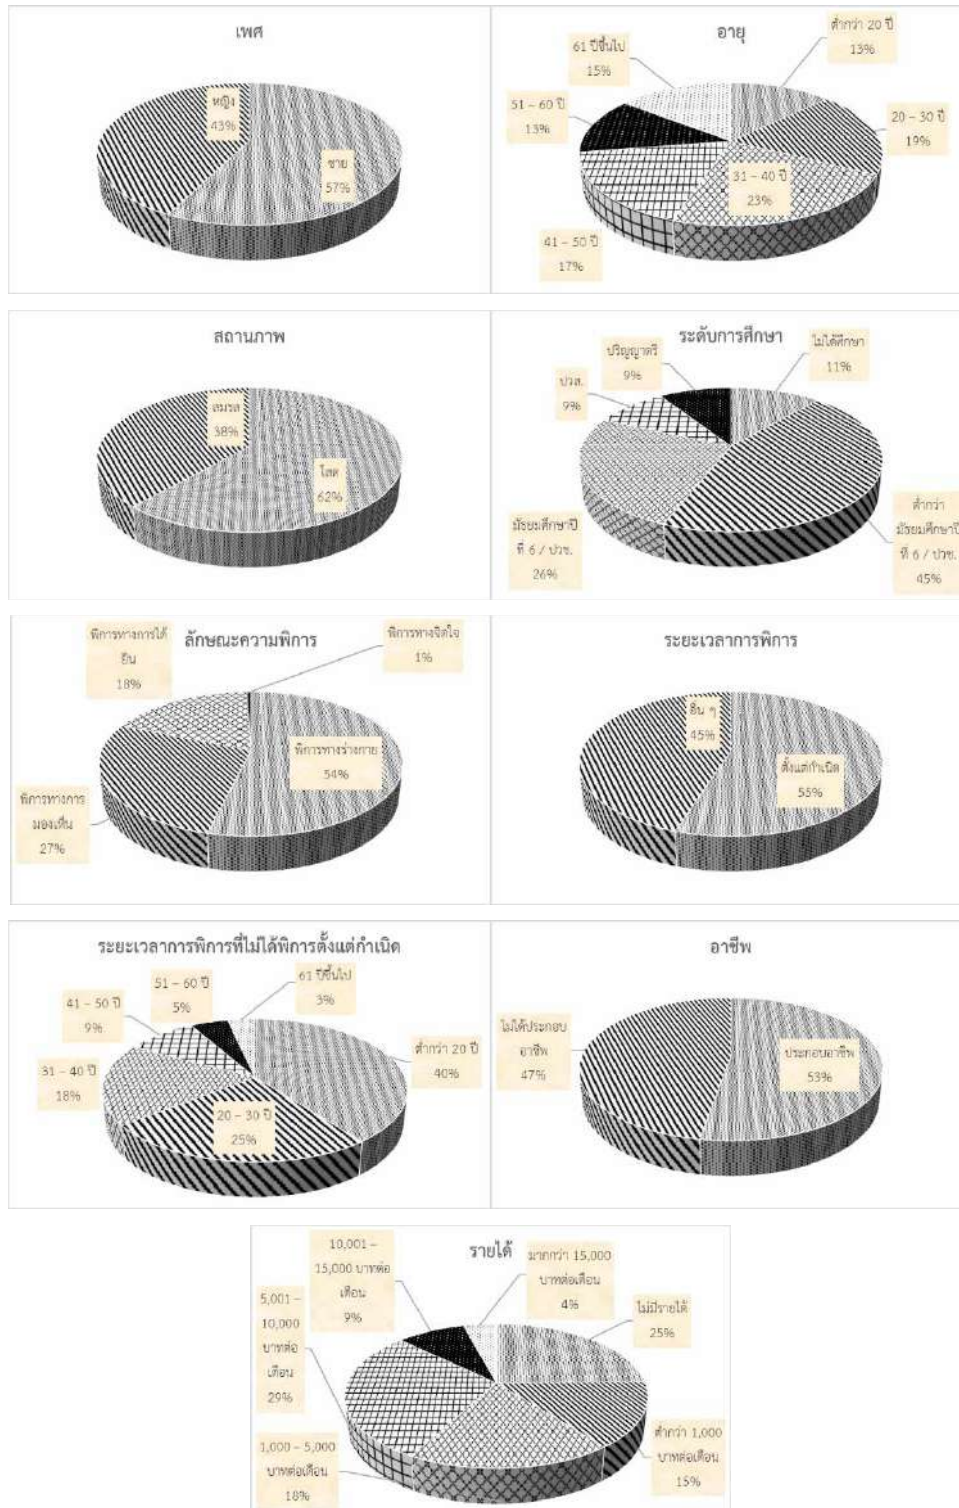 เพศ
หญิง
43%
ชาย
57%
อายุ
ต่ำกว่า 20 ปี
13%
20 – 30 ปี
19%
31 – 40 ปี
23%
41 – 50 ปี
17%
51 – 60 ปี
13%
61 ปีขึ้นไป
15%
สถานภาพ
สมรส
38%
โสด
62%
ระดับการศึกษา
ไม่ได้ศึกษา
11%
ต่ำกว่า
มัธยมศึกษาปี
ที่ 6 / ปวช.
45%
มัธยมศึกษาปี
ที่ 6 / ปวช.
26%
ปวส.
9%
ปริญญาตรี
9%
ลักษณะความพิการ
พิการทางการได้
ยิน
18%
พิการทางจิตใจ
1%
พิการทางร่างกาย
54%
พิการทางการ
มองเห็น
27%
ระยะเวลาการพิการ
อื่น ๆ
45%
ตั้งแต่กำเนิด
55%
ระยะเวลาการพิการที่ไม่ได้พิการตั้งแต่กำเนิด
ต่ำกว่า 20 ปี
40%
20 – 30 ปี
25%
31 – 40 ปี
18%
41 – 50 ปี
9%
51 – 60 ปี
5%
61 ปีขึ้นไป
3%
อาชีพ
ไม่ได้ประกอบ
อาชีพ
47%
ประกอบอาชีพ
53%
รายได้
มากกว่า 15,000
บาทต่อเดือน
4%
ไม่มีรายได้
25%
ต่ำกว่า 1,000
บาทต่อเดือน
15%
1,000 – 5,000
บาทต่อเดือน
18%
5,001 –
10,000
บาทต่อ
เดือน
29%
10,001 –
15,000 บาทต่อ
เดือน
9%